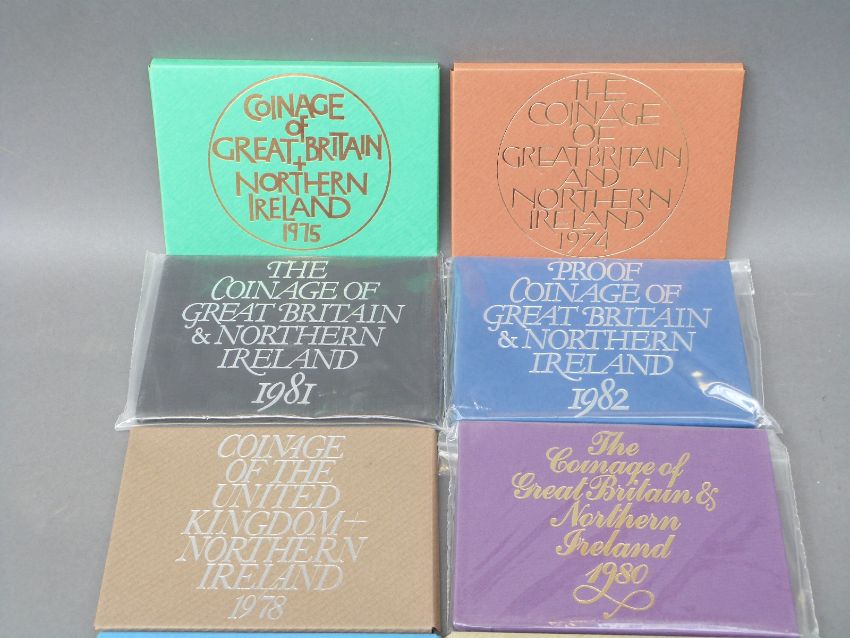 COINAGE
OF
GREAT BRITAIN
+
NORTHERN
IRELAND
1975
THE
COINAGE
OF
GREAT BRITAIN
AND
NORTHERN
IRELAND
1974
THE
COINAGE OF
GREAT BRITAIN
& NORTHERN
IRELAND
1981
PROOF
COINAGE OF
GREAT BRITAIN
& NORTHERN
IRELAND
1982
COINAGE
OF THE
UNITED
KINGDOM+
NORTHERN
IRELAND
1978
The
Coinage of
Great Britain &
Northern
Ireland
1980